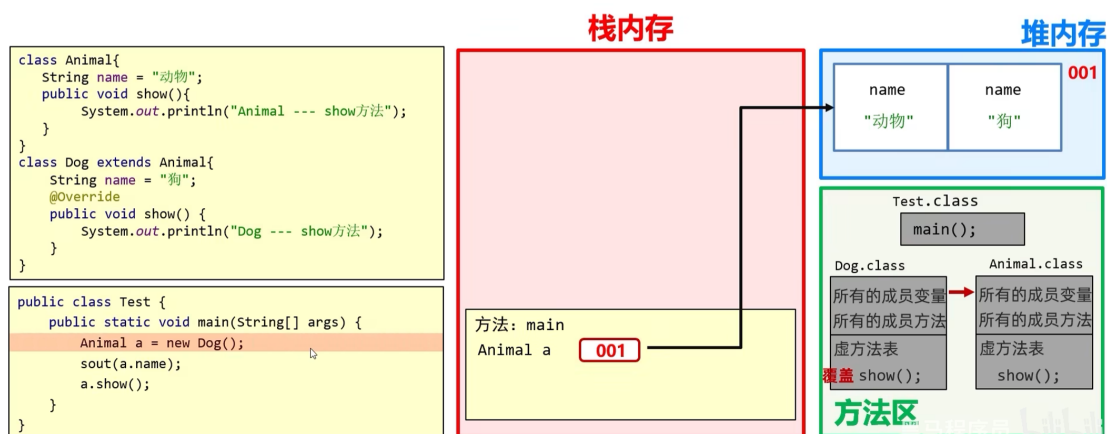 栈内存
堆内存
class Animal{
String name = "动物";
public void show(){
System.out.println("Animal --- show方法");
}
}
class Dog extends Animal{
String name = "狗";
@Override
public void show() {
System.out.println("Dog --- show方法");
}
}
public class Test {
public static void main(String[] args) {
Animal a = new Dog();
sout(a.name);
a.show();
}
}
方法：main
Animal a 001
001
name name
"动物" "狗"
Test.class
main();
Dog.class Animal.class
所有的成员变量 所有的成员变量
所有的成员方法 所有的成员方法
虚方法表 虚方法表
覆盖 show(); show();
方法区
马程序员